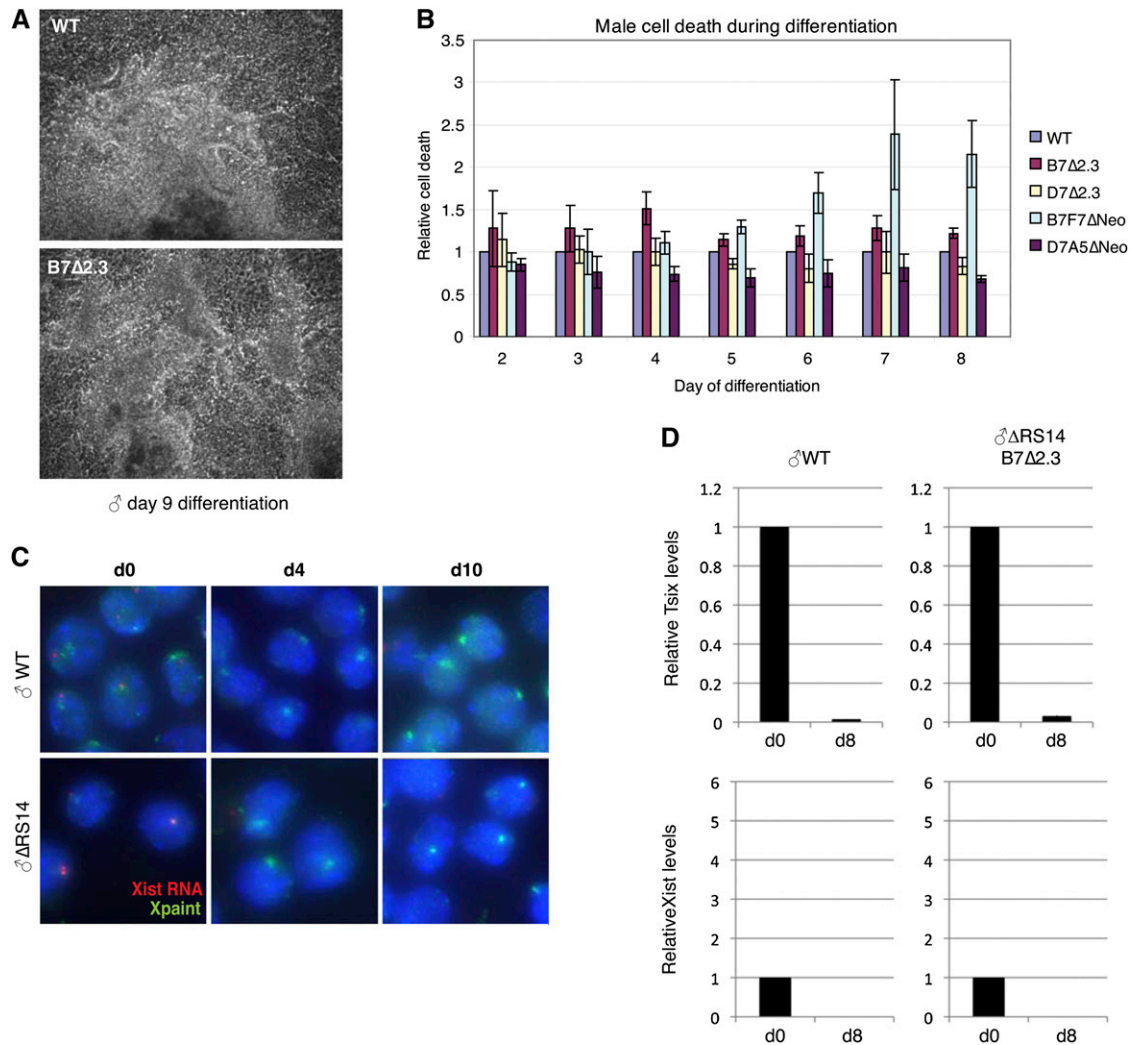 A
WT
B7Δ2.3
♂ day 9 differentiation
B
Male cell death during differentiation
Relative cell death
3.5
3
2.5
2
1.5
1
0.5
0
2 3 4 5 6 7 8
Day of differentiation
WT
B7Δ2.3
D7Δ2.3
B7F7ΔNeo
D7A5ΔNeo
C
d0 d4 d10
♂ WT
♂ΔRS14
Xist RNA
Xpaint
D
♂WT
♂ΔRS14
B7Δ2.3
Relative Tsix levels
1.2
1
0.8
0.6
0.4
0.2
0
d0 d8
1.2
1
0.8
0.6
0.4
0.2
0
d0 d8
RelativeXist levels
6
5
4
3
2
1
0
d0 d8
6
5
4
3
2
1
0
d0 d8